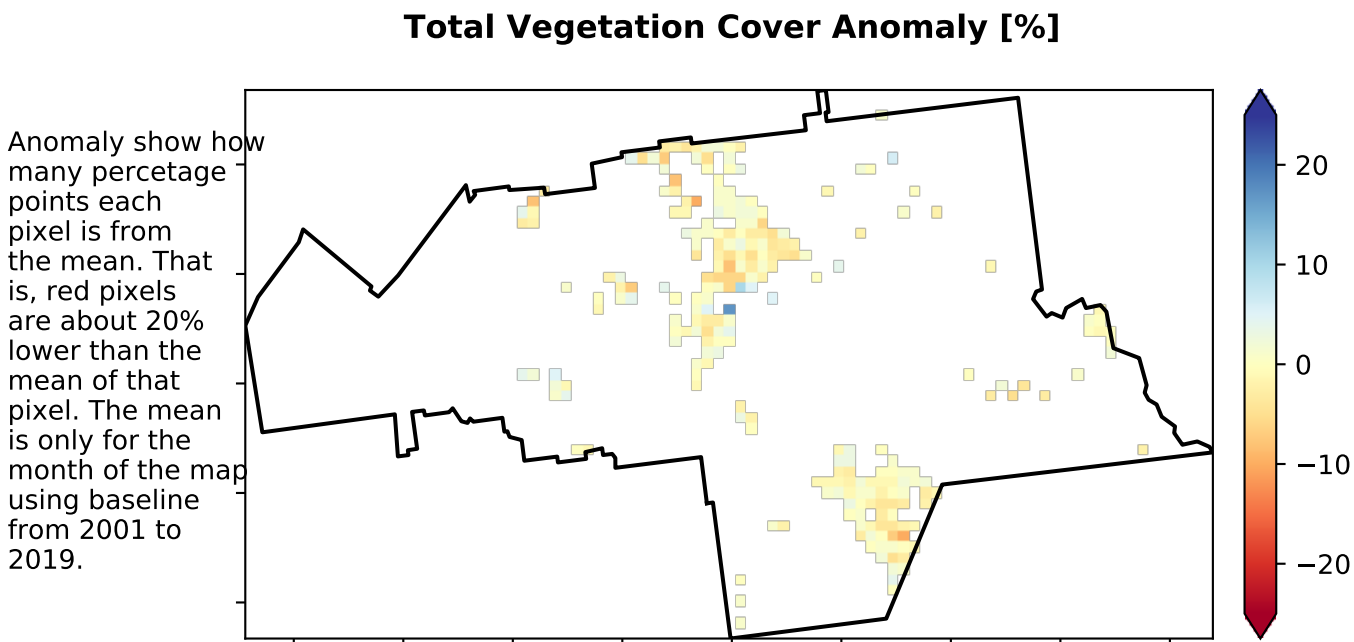 Total Vegetation Cover Anomaly [%]
Anomaly show how
many percetage
points each
pixel is from
the mean. That
is, red pixels
are about 20%
lower than the
mean of that
pixel. The mean
is only for the
month of the map
using baseline
from 2001 to
2019.
20
10
0
−10
−20